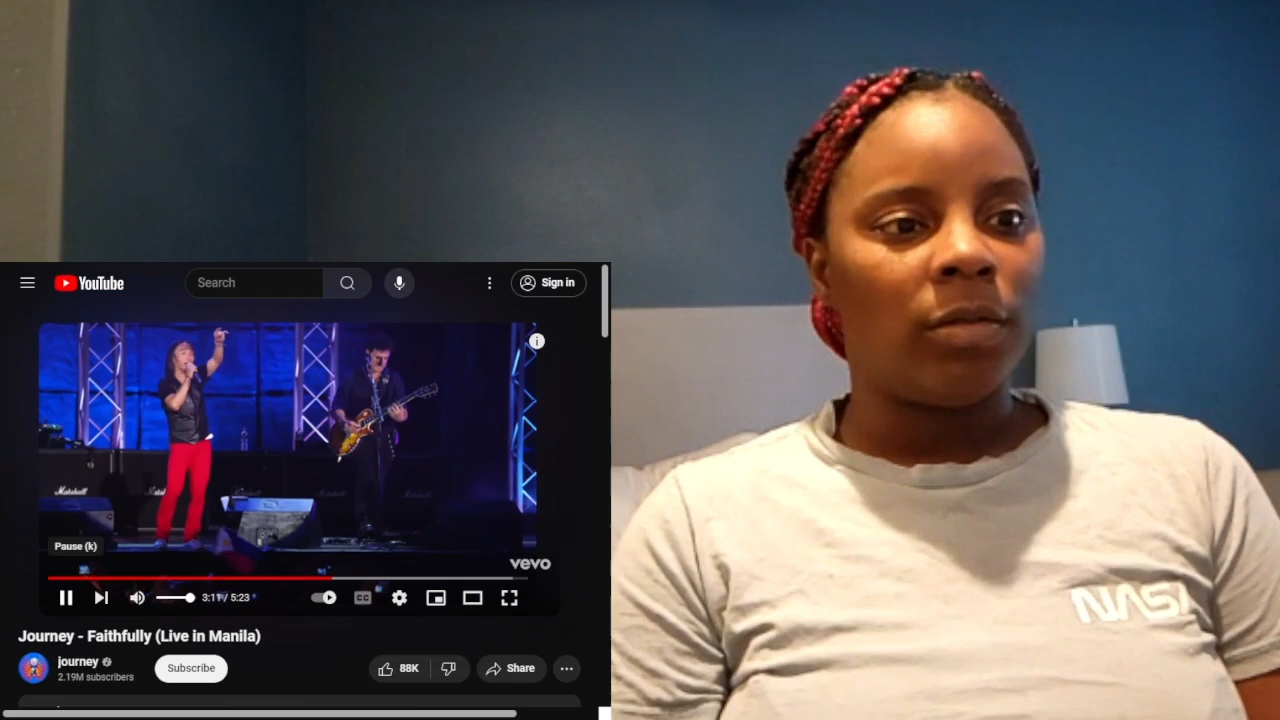 YouTube
Search
Sign in
Marshall
Pause (k)
vevo
3:11 / 5:23
CC
Journey - Faithfully (Live in Manila)
journey
2.19M subscribers
Subscribe
88K
Share
NASA